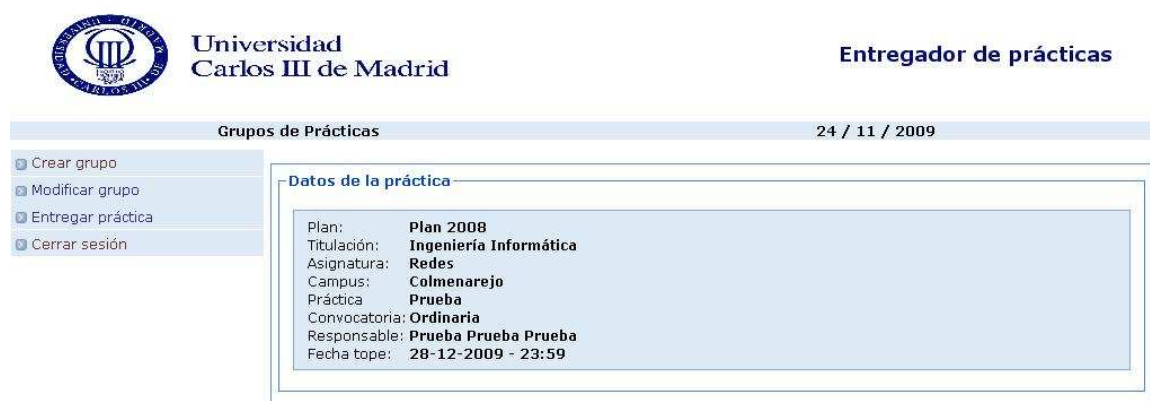 Universidad
Carlos III de Madrid
Entregador de prácticas
Grupos de Prácticas
24 / 11 / 2009
Crear grupo
Modificar grupo
Entregar práctica
Cerrar sesión
Datos de la práctica
Plan: Plan 2008
Titulación: Ingeniería Informática
Asignatura: Redes
Campus: Colmenarejo
Práctica Prueba
Convocatoria: Ordinaria
Responsable: Prueba Prueba Prueba
Fecha tope: 28-12-2009 - 23:59